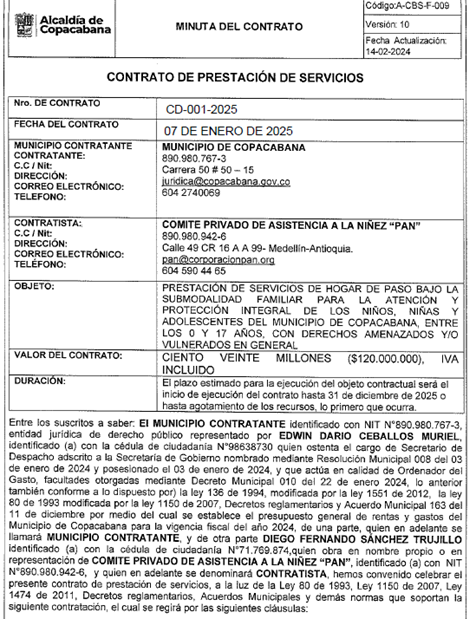 Alcaldía de
Copacabana
MINUTA DEL CONTRATO
Código:A-CBS-F-009
Versión: 10
Fecha Actualización:
14-02-2024
CONTRATO DE PRESTACIÓN DE SERVICIOS
Nro. DE CONTRATO
CD-001-2025
FECHA DEL CONTRATO
07 DE ENERO DE 2025
MUNICIPIO CONTRATANTE
CONTRATANTE:
C.C / Nit:
DIRECCIÓN:
CORREO ELECTRÓNICO:
TELEFONO:
MUNICIPIO DE COPACABANA
890.980.767-3
Carrera 50 # 50 – 15
juridica@copacabana.gov.co
604 2740069
CONTRATISTA:
C.C / Nit:
DIRECCIÓN:
CORREO ELECTRÓNICO:
TELÉFONO:
COMITE PRIVADO DE ASISTENCIA A LA NIÑEZ “PAN”
890.980.942-6
Calle 49 CR 16 A A 99- Medellín-Antioquia.
pan@corporacionpan.org
604 590 44 65
OBJETO:
PRESTACIÓN DE SERVICIOS DE HOGAR DE PASO BAJO LA
SUBMODALIDAD FAMILIAR PARA LA ATENCIÓN Y
PROTECCIÓN INTEGRAL DE LOS NIÑOS, NIÑAS Y
ADOLESCENTES DEL MUNICIPIO DE COPACABANA, ENTRE
LOS 0 Y 17 AÑOS, CON DERECHOS AMENAZADOS Y/O
VULNERADOS EN GENERAL
VALOR DEL CONTRATO:
CIENTO VEINTE MILLONES ($120.000.000), IVA
INCLUIDO
DURACIÓN:
El plazo estimado para la ejecución del objeto contractual será el
inicio de ejecución del contrato hasta 31 de diciembre de 2025 o
hasta agotamiento de los recursos, lo primero que ocurra.
Entre los suscritos a saber: El MUNICIPIO CONTRATANTE identificado con NIT N°890.980.767-3,
entidad jurídica de derecho público representado por EDWIN DARIO CEBALLOS MURIEL,
identificado (a) con la cédula de ciudadanía N°98638730 quien ostenta el cargo de Secretario de
Despacho adscrito a la Secretaría de Gobierno nombrado mediante Resolución Municipal 008 del 03
de enero de 2024 y posesionado el 03 de enero de 2024, y que actúa en calidad de Ordenador del
Gasto, facultades otorgadas mediante Decreto Municipal 010 del 22 de enero de 2024, lo anterior
también conforme a lo dispuesto por) la ley 136 de 1994, modificada por la ley 1551 de 2012, la ley
80 de 1993 modificada por la ley 1150 de 2007, Decretos reglamentarios y Acuerdo Municipal 163 del
11 de diciembre por medio del cual se establece el presupuesto general de rentas y gastos del
Municipio de Copacabana para la vigencia fiscal del año 2024, de una parte, quien en adelante se
llamará MUNICIPIO CONTRATANTE, y de otra parte DIEGO FERNANDO SÁNCHEZ TRUJILLO
identificado (a) con la cédula de ciudadanía N°71.769.874,quien obra en nombre propio o en
representación de COMITE PRIVADO DE ASISTENCIA A LA NIÑEZ “PAN”, identificado (a) con NIT
N°890.980.942-6, y quien en adelante se denominará CONTRATISTA, hemos convenido celebrar el
presente contrato de prestación de servicios, a la luz de la Ley 80 de 1993, Ley 1150 de 2007, Ley
1474 de 2011, Decretos reglamentarios, Acuerdos Municipales y demás normas que soportan la
siguiente contratación, el cual se regirá por las siguientes cláusulas: